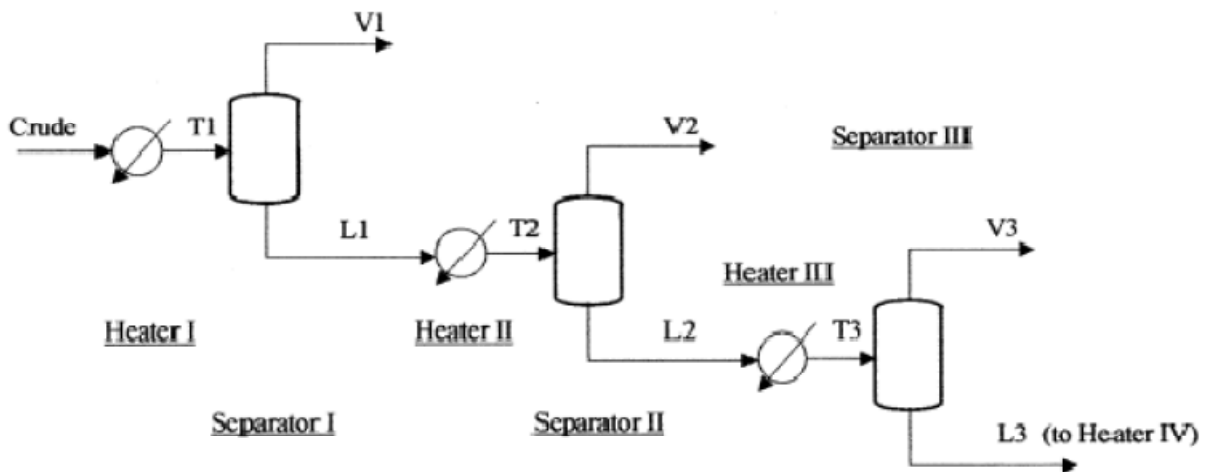 V1
Crude
T1
V2
Separator III
L1
T2
V3
Heater III
Heater I
Heater II
L2
T3
Separator I
Separator II
L3 (to Heater IV)